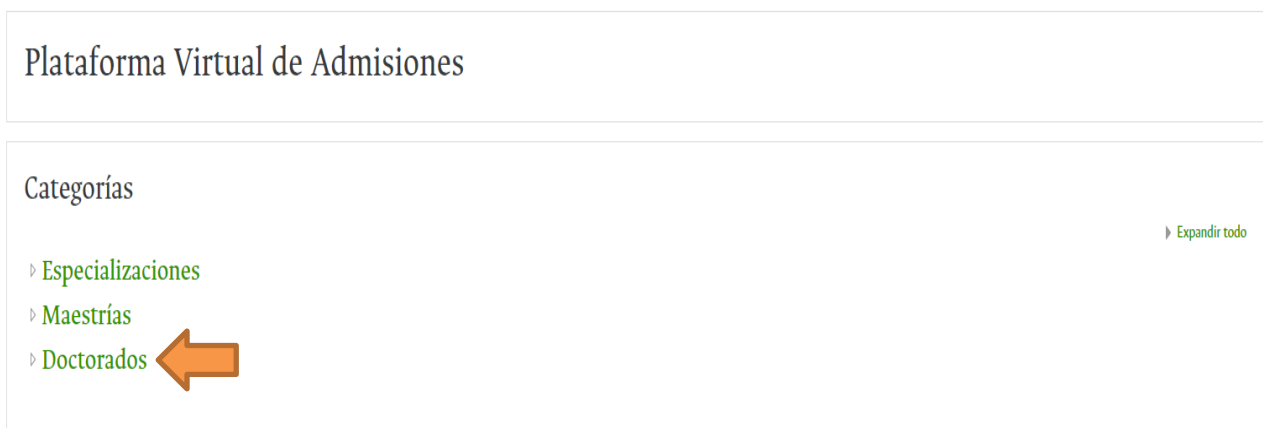 Plataforma Virtual de Admisiones
Categorías
Expandir todo
Especializaciones
Maestrías
Doctorados